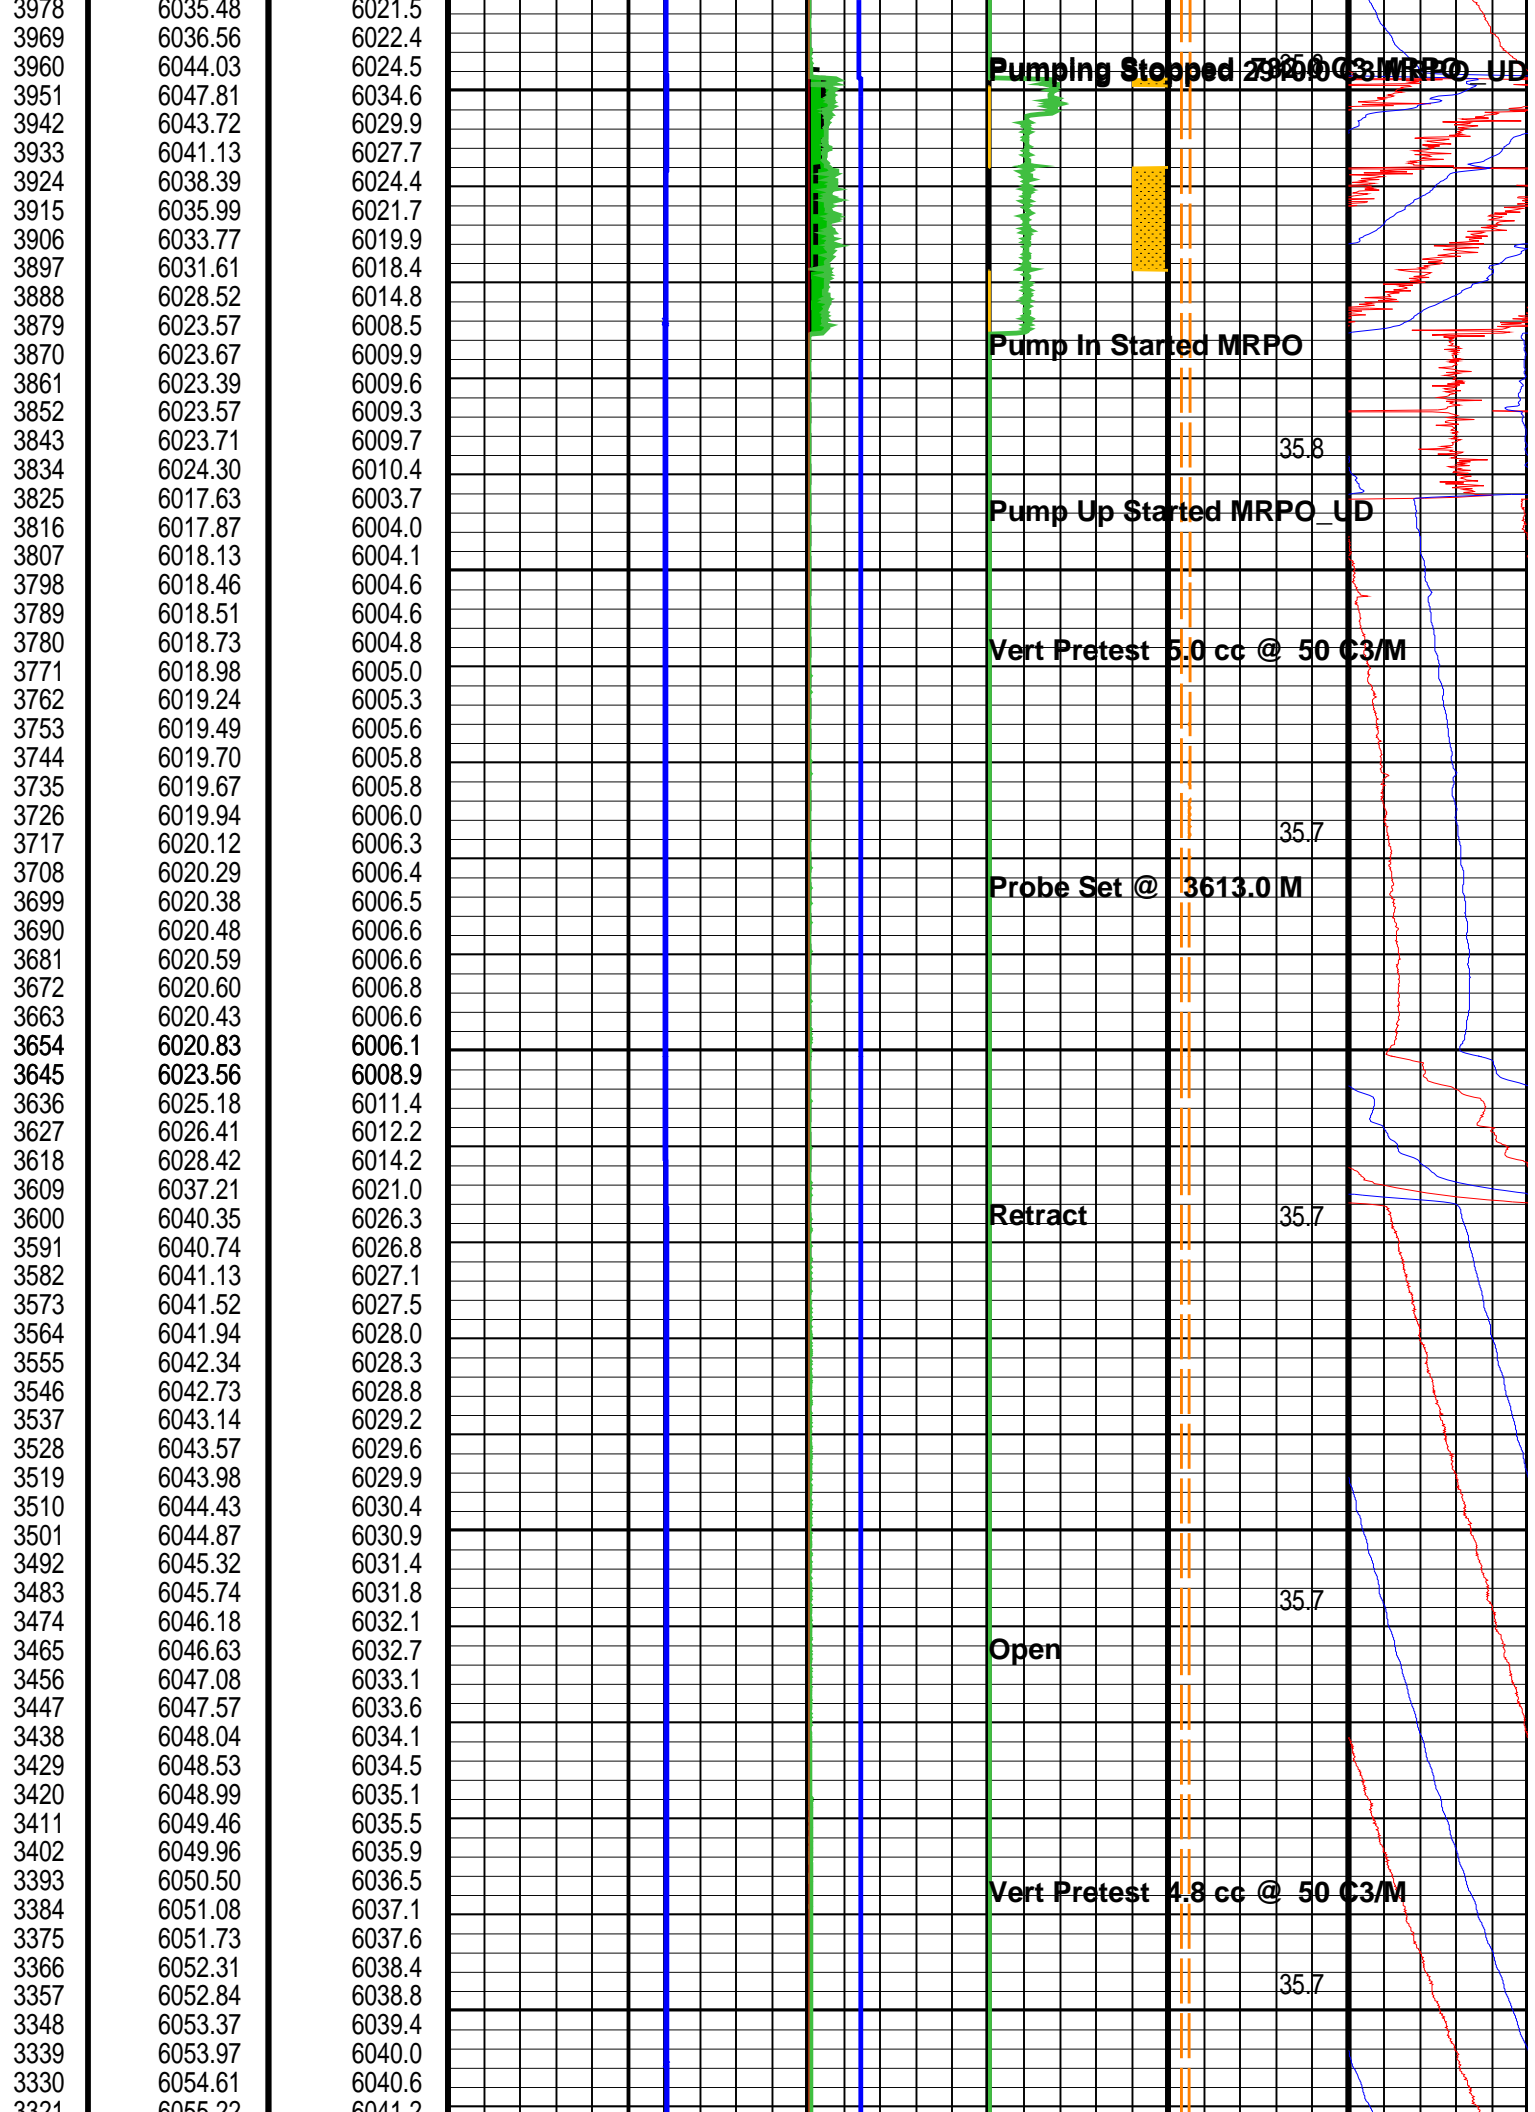 3978 6035.48 6021.5
3969 6036.56 6022.4
3960 6044.03 6024.5 Pumping Stopped
3951 6047.81 6034.6
3942 6043.72 6029.9
3933 6041.13 6027.7
3924 6038.39 6024.4
3915 6035.99 6021.7
3906 6033.77 6019.9
3897 6031.61 6018.4
3888 6028.52 6014.8
3879 6023.57 6008.5
3870 6023.67 6009.9 Pump In Started MRPO
3861 6023.39 6009.6
3852 6023.57 6009.3
3843 6023.71 6009.7 35.8
3834 6024.30 6010.4
3825 6017.63 6003.7
3816 6017.87 6004.0 Pump Up Started MRPO_UD
3807 6018.13 6004.1
3798 6018.46 6004.6
3789 6018.51 6004.6
3780 6018.73 6004.8 Vert Pretest 5.0 cc @ 50 C3/M
3771 6018.98 6005.0
3762 6019.24 6005.3
3753 6019.49 6005.6
3744 6019.70 6005.8
3735 6019.67 6005.8
3726 6019.94 6006.0
3717 6020.12 6006.3 35.7
3708 6020.29 6006.4 Probe Set @ 3613.0 M
3699 6020.38 6006.5
3690 6020.48 6006.6
3681 6020.59 6006.6
3672 6020.60 6006.8
3663 6020.43 6006.6
3654 6020.83 6006.1
3645 6023.56 6008.9
3636 6025.18 6011.4
3627 6026.41 6012.2
3618 6028.42 6014.2
3609 6037.21 6021.0
3600 6040.35 6026.3 Retract 35.7
3591 6040.74 6026.8
3582 6041.13 6027.1
3573 6041.52 6027.5
3564 6041.94 6028.0
3555 6042.34 6028.3
3546 6042.73 6028.8
3537 6043.14 6029.2
3528 6043.57 6029.6
3519 6043.98 6029.9
3510 6044.43 6030.4
3501 6044.87 6030.9
3492 6045.32 6031.4
3483 6045.74 6031.8 35.7
3474 6046.18 6032.1
3465 6046.63 6032.7 Open
3456 6047.08 6033.1
3447 6047.57 6033.6
3438 6048.04 6034.1
3429 6048.53 6034.5
3420 6048.99 6035.1
3411 6049.46 6035.5
3402 6049.96 6035.9
3393 6050.50 6036.5 Vert Pretest 4.8 cc @ 50 C3/M
3384 6051.08 6037.1
3375 6051.73 6037.6
3366 6052.31 6038.4
3357 6052.84 6038.8 35.7
3348 6053.37 6039.4
3339 6053.97 6040.0
3330 6054.61 6040.6
3321 6055.22 6041.2